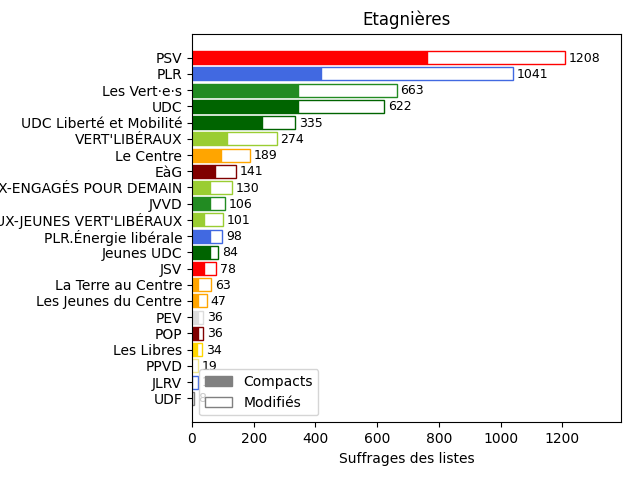 Etagnières
PSV 1208
PLR 1041
Les Vert·e·s 663
UDC 622
UDC Liberté et Mobilité 335
VERT'LIBÉRAUX 274
Le Centre 189
EàG 141
X-ENGAGÉS POUR DEMAIN 130
JVVD 106
UX-JEUNES VERT'LIBÉRAUX 101
PLR.Énergie libérale 98
Jeunes UDC 84
JSV 78
La Terre au Centre 63
Les Jeunes du Centre 47
PEV 36
POP 36
Les Libres 34
PPVD 19
JLRV
UDF
Compacts
Modifiés
0 200 400 600 800 1000 1200
Suffrages des listes